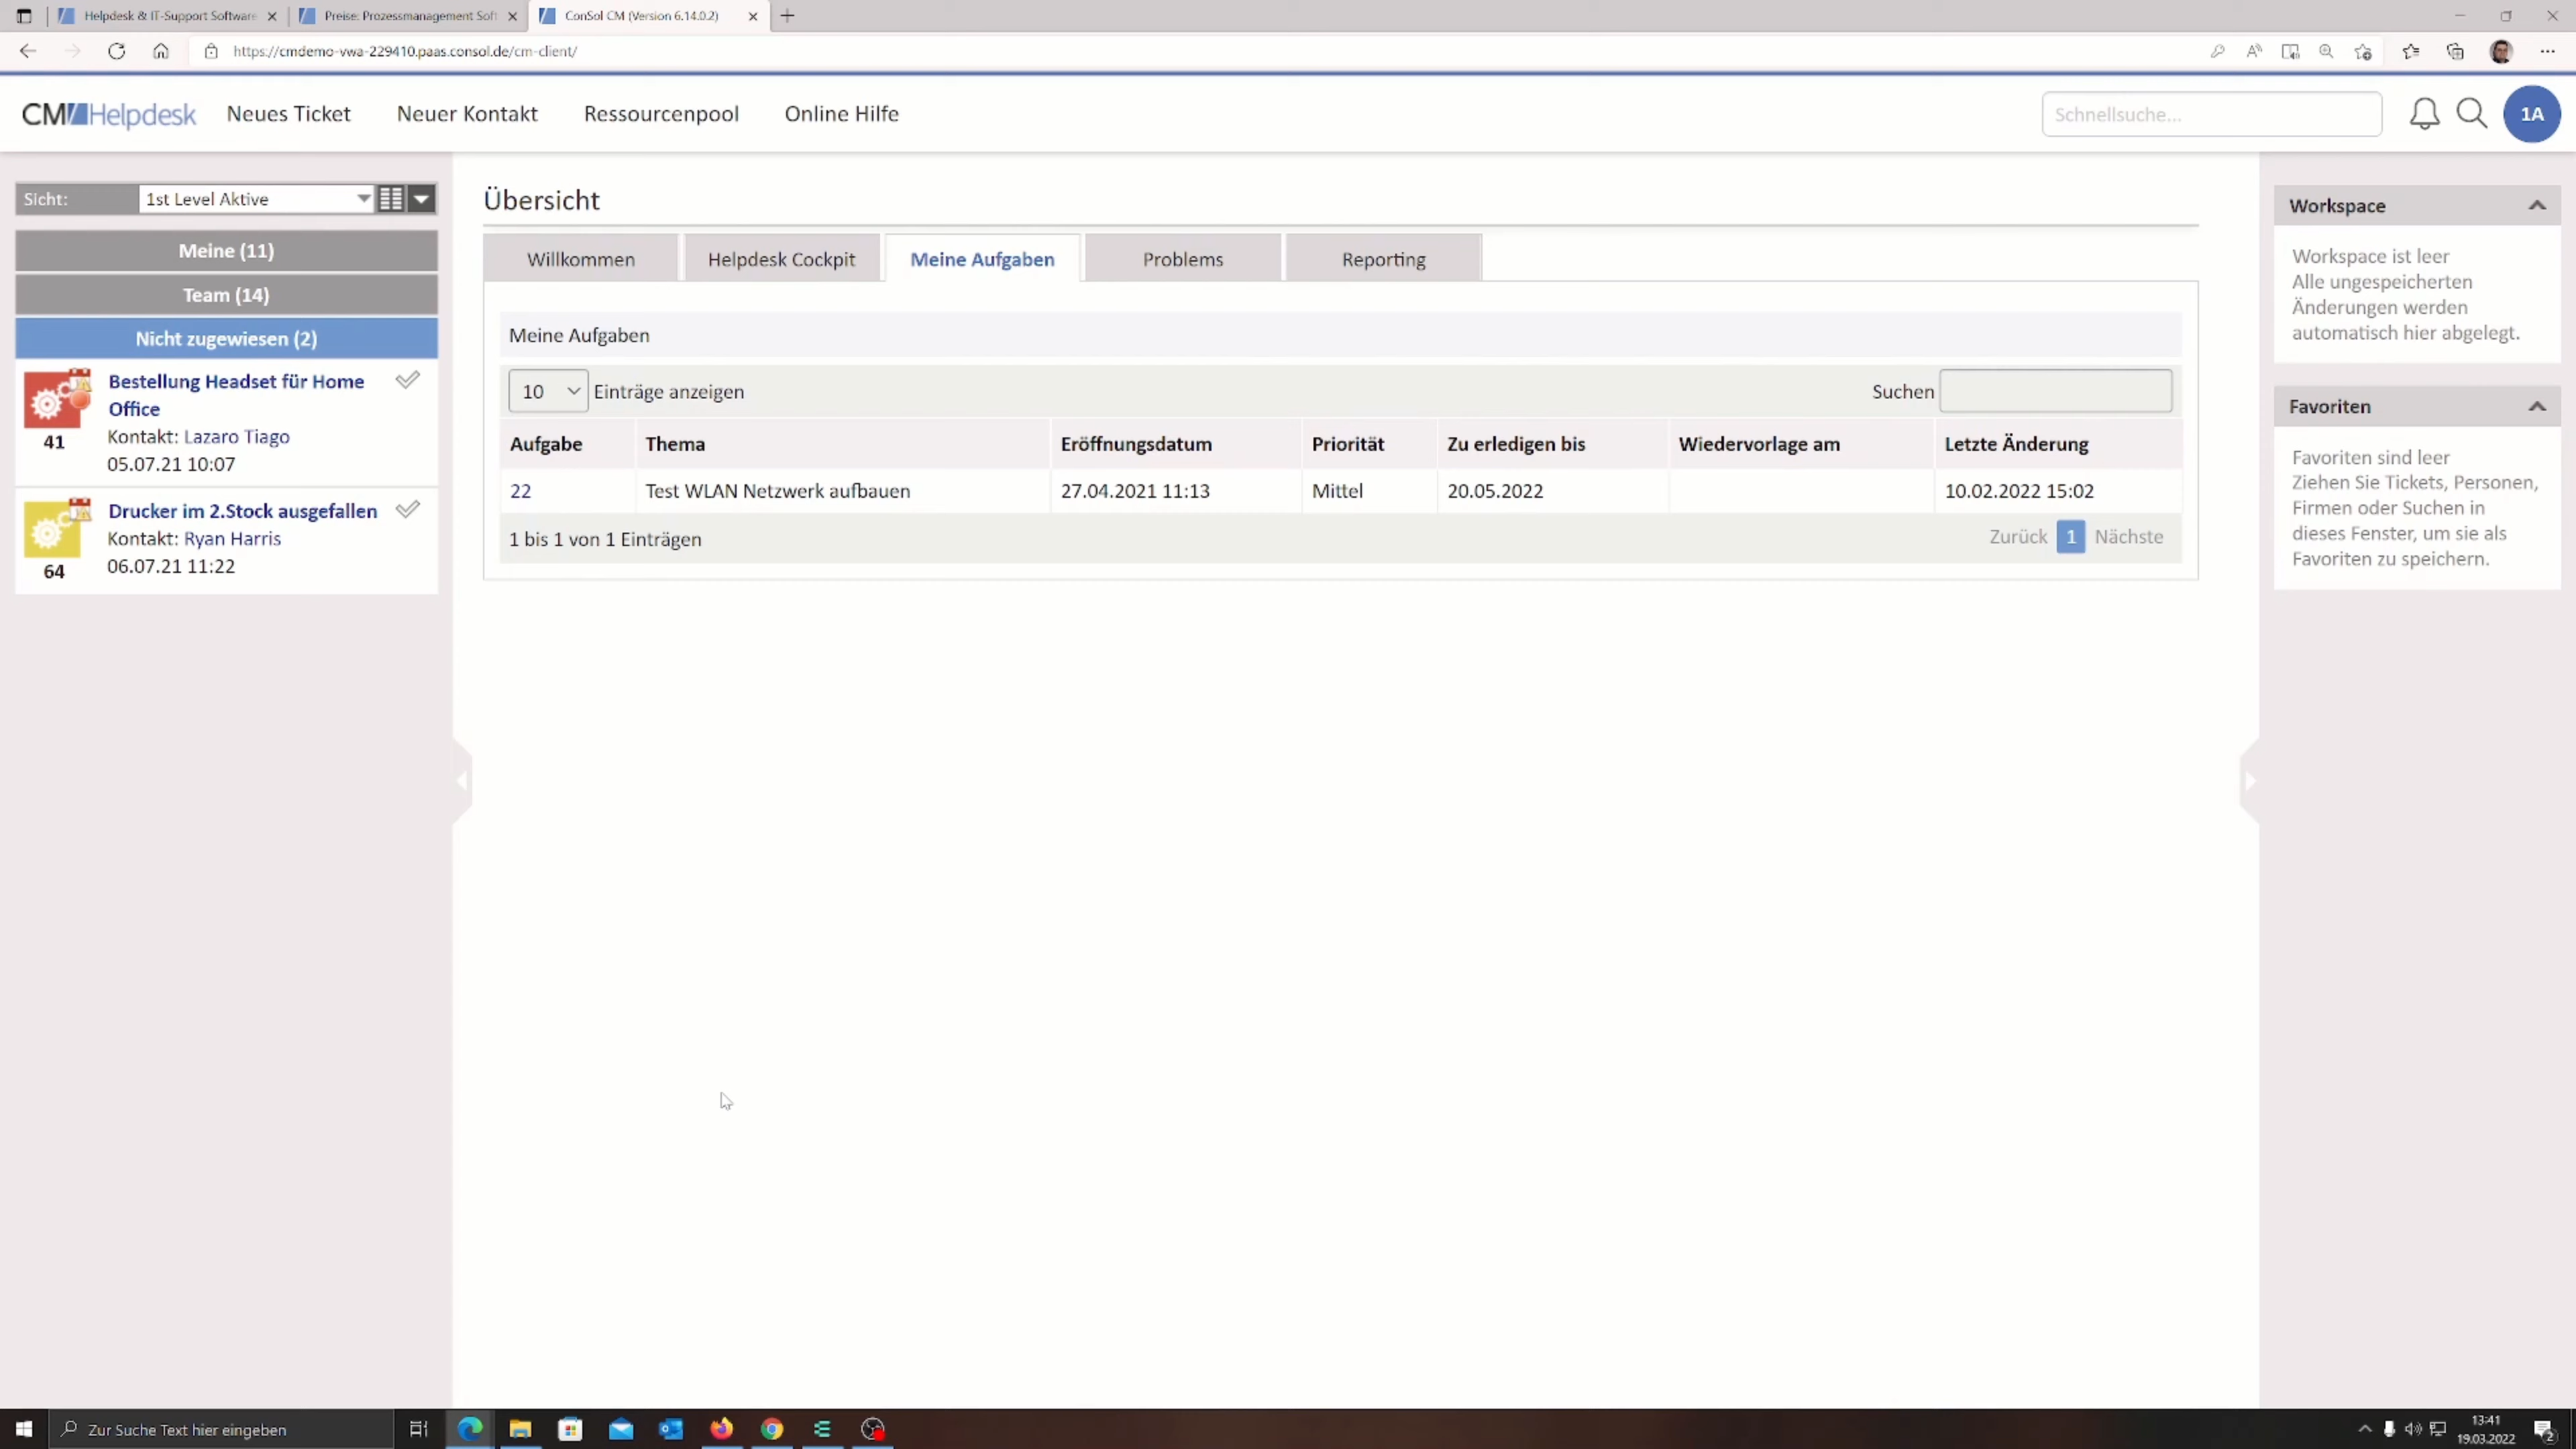 Helpdesk & IT-Support Software
Preise: Prozessmanagement Soft
ConSol CM (Version 6.14.0.2)
https://cmdemo-vwa-229410.paas.consol.de/cm-client/
CM Helpdesk
Neues Ticket
Neuer Kontakt
Ressourcenpool
Online Hilfe
Schnellsuche...
1A
Sicht:
1st Level Aktive
Meine (11)
Team (14)
Nicht zugewiesen (2)
Bestellung Headset für Home
Office
Kontakt: Lazaro Tiago
41
05.07.21 10:07
Drucker im 2.Stock ausgefallen
Kontakt: Ryan Harris
64
06.07.21 11:22
Übersicht
Willkommen
Helpdesk Cockpit
Meine Aufgaben
Problems
Reporting
Meine Aufgaben
10 Einträge anzeigen
Suchen
Aufgabe Thema Eröffnungsdatum Priorität Zu erledigen bis Wiedervorlage am Letzte Änderung
22 Test WLAN Netzwerk aufbauen 27.04.2021 11:13 Mittel 20.05.2022 10.02.2022 15:02
1 bis 1 von 1 Einträgen
Zurück 1 Nächste
Workspace
Workspace ist leer
Alle ungespeicherten
Änderungen werden
automatisch hier abgelegt.
Favoriten
Favoriten sind leer
Ziehen Sie Tickets, Personen,
Firmen oder Suchen in
dieses Fenster, um sie als
Favoriten zu speichern.
Zur Suche Text hier eingeben
13:41
19.03.2022
2